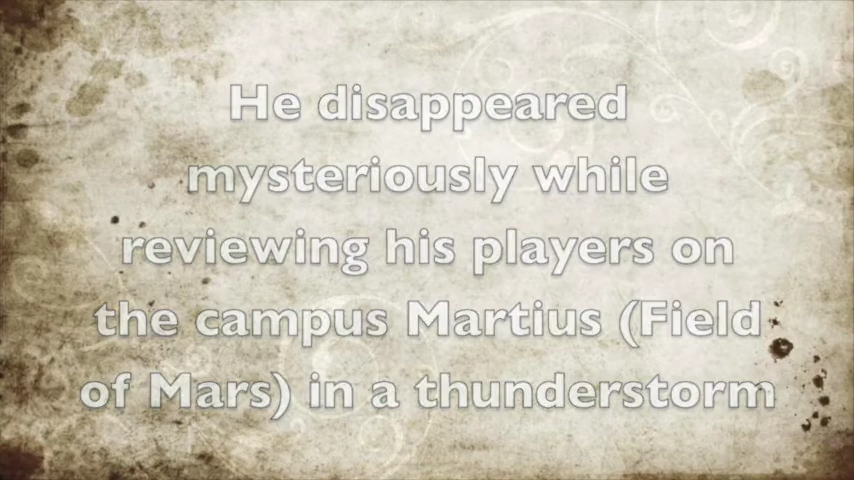 He disappeared
mysteriously while
reviewing his players on
the campus Martius (Field
of Mars) in a thunderstorm